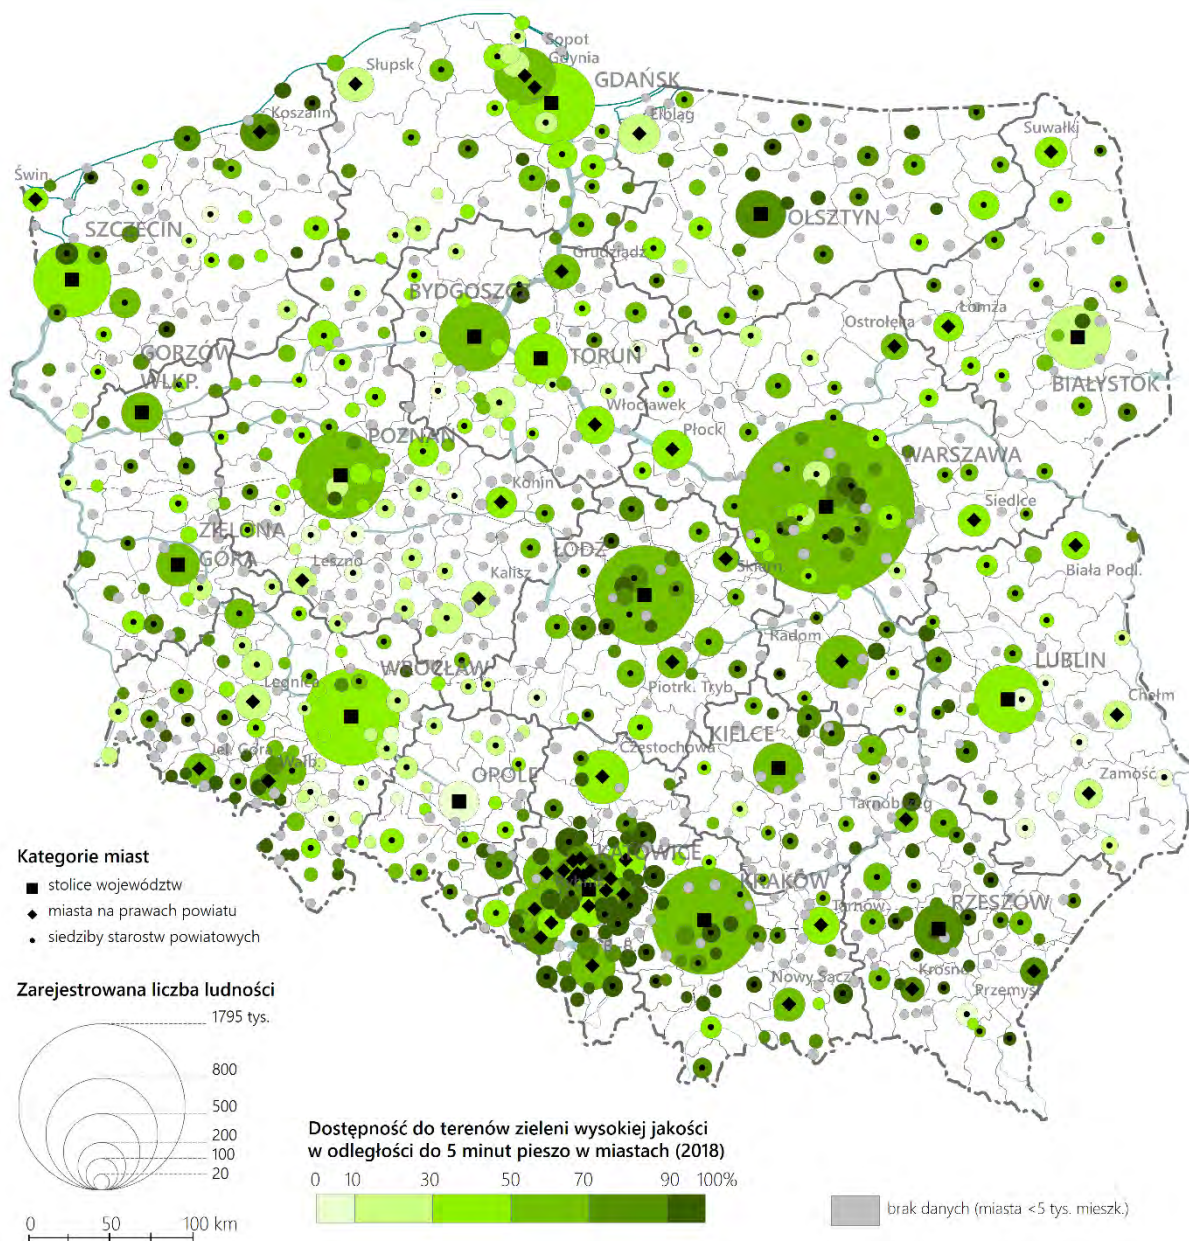 Sopot
Gdynia
Słupsk
GDAŃSK
Koszalin
Elbląg
Suwałki
Świn.
OLSZTYN
SZCZECIN
Grudziądz
BYDGOSZCZ
Łomża
Ostrołęka
GORZÓW
WLKP.
TORUŃ
BIAŁYSTOK
Włocławek
POZNAŃ
Płock
WARSZAWA
Konin
Siedlce
ZIELONA
GÓRA
ŁÓDŹ
Leszno
Kalisz
Skiern.
Biała Podl.
Radom
WROCŁAW
LUBLIN
Legnica
Piotrk. Tryb.
Chełm
Jel. Góra
Wałb.
Częstochowa
KIELCE
OPOLE
Zamość
Tarnobrzeg
KATOWICE
KRAKÓW
Tarnów
RZESZÓW
B.-B.
Nowy Sącz
Krosno
Przemyśl
Kategorie miast
stolice województw
miasta na prawach powiatu
siedziby starostw powiatowych
Zarejestrowana liczba ludności
1795 tys.
800
500
200
100
20
0 50 100 km
Dostępność do terenów zieleni wysokiej jakości
w odległości do 5 minut pieszo w miastach (2018)
0 10 30 50 70 90 100%
brak danych (miasta <5 tys. mieszk.)